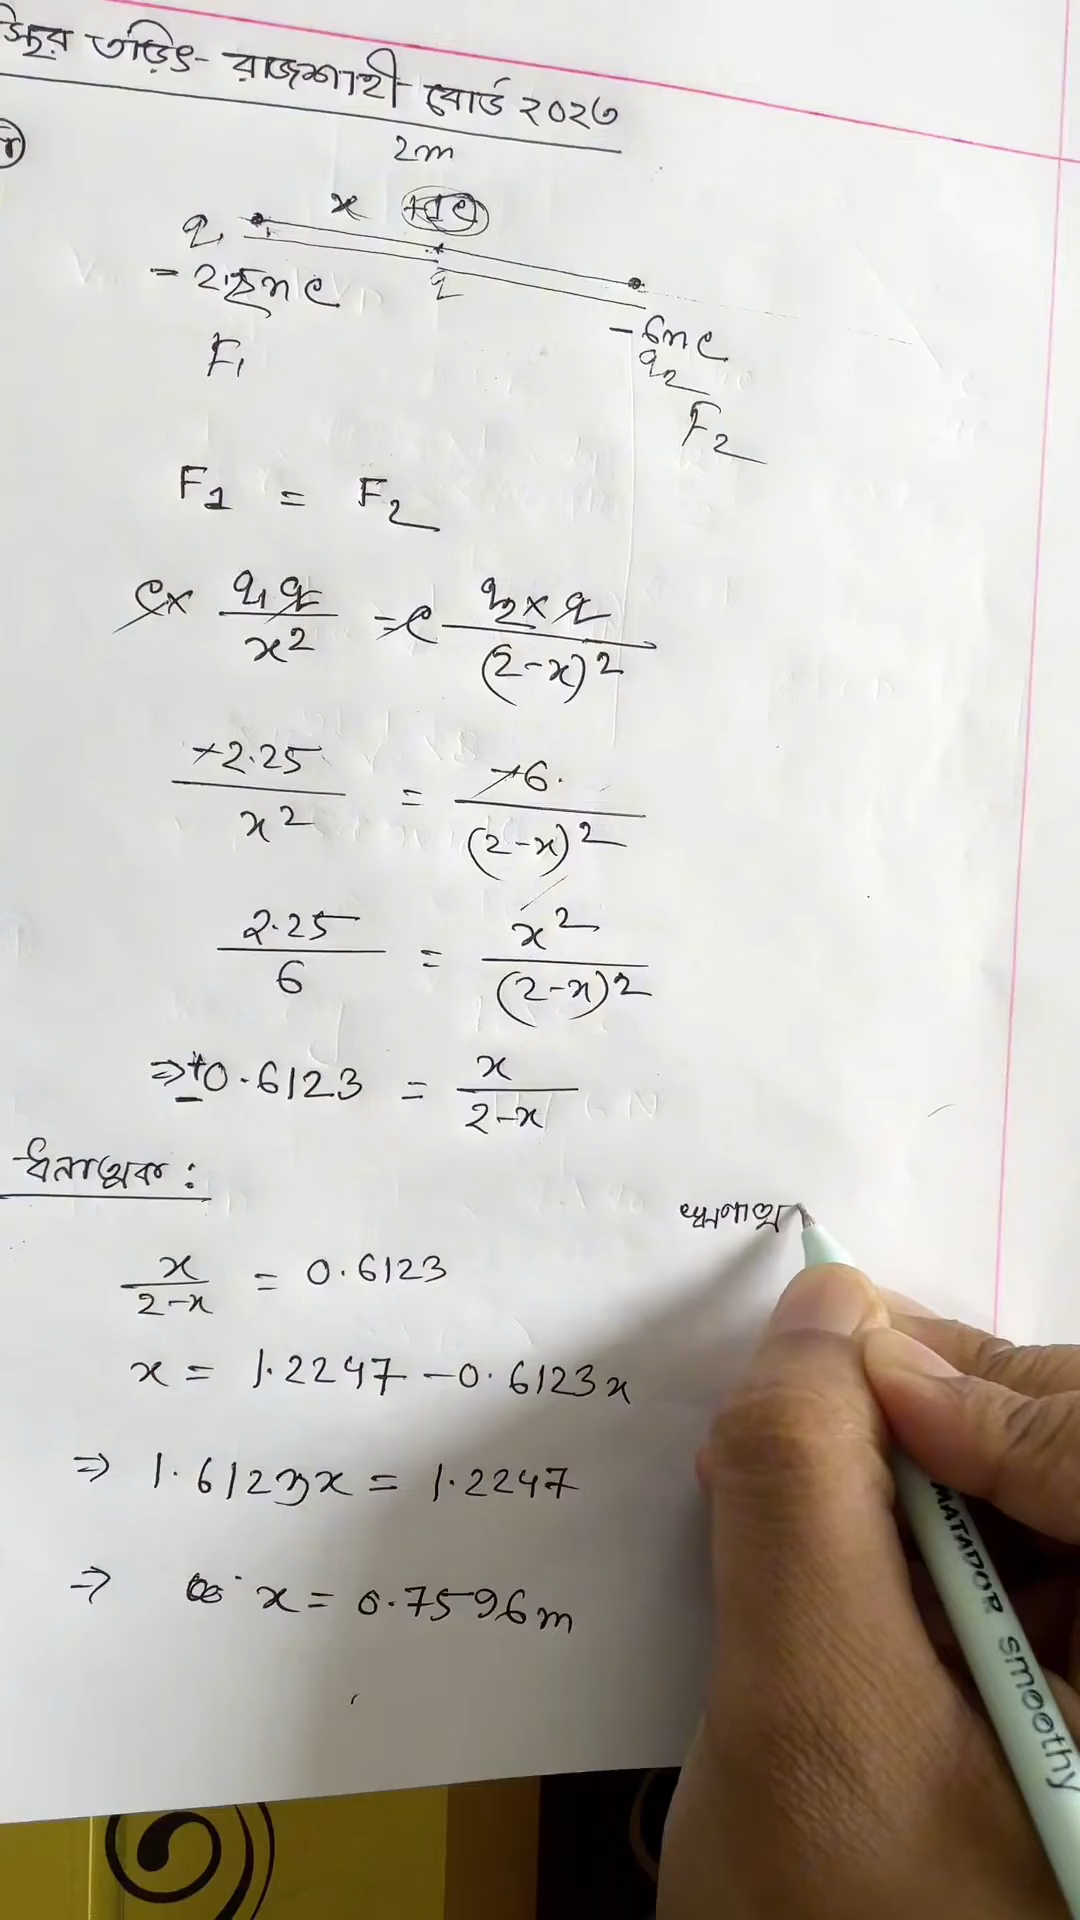 স্থির তড়িৎ- রাজশাহী বোর্ড ২০২৩
2m
x +1C
q₁ q
- 2.25nC
- 6nC
q₂
F₁
F₂
F₁ = F₂
C× q₁q/x² = C q₂×q/(2-x)²
-2.25/x² = -6/(2-x)²
2.25/6 = x²/(2-x)²
⇒ ±0.6123 = x/2-x
ধনাত্মক :
ঋণাত্ম
x/2-x = 0.6123
x = 1.2247 - 0.6123x
⇒ 1.6123x = 1.2247
⇒ x = 0.7596m
MATADOR smoothy